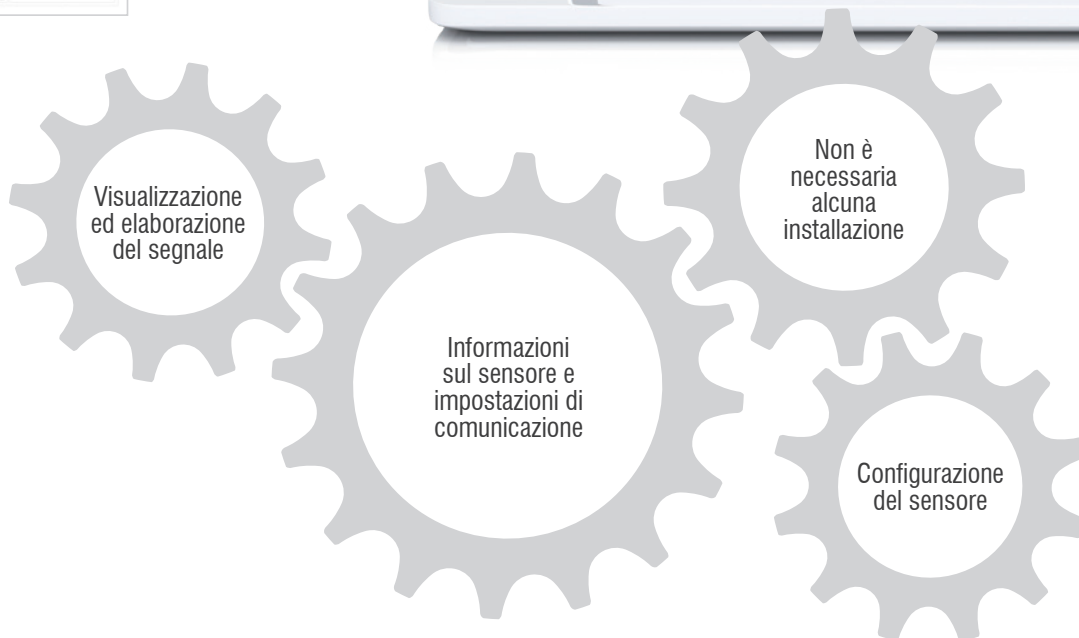 Visualizzazione
ed elaborazione
del segnale
Non è
necessaria
alcuna
installazione
Informazioni
sul sensore e
impostazioni di
comunicazione
Configurazione
del sensore